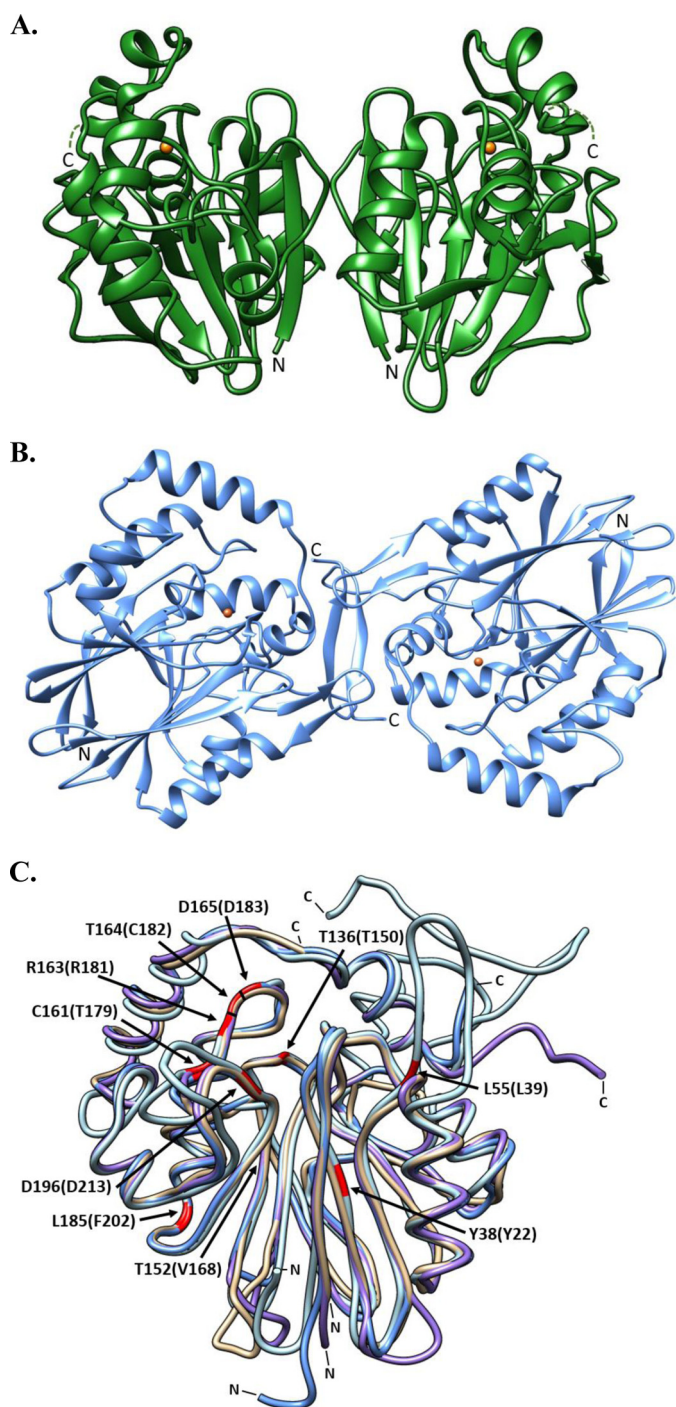 A.
C
C
N
N
B.
C
N
N
C
C.
D165(D183)
C
C
T164(C182)
T136(T150)
R163(R181)
C161(T179)
C
L55(L39)
C
D196(D213)
L185(F202)
Y38(Y22)
T152(V168)
N
N
N
N